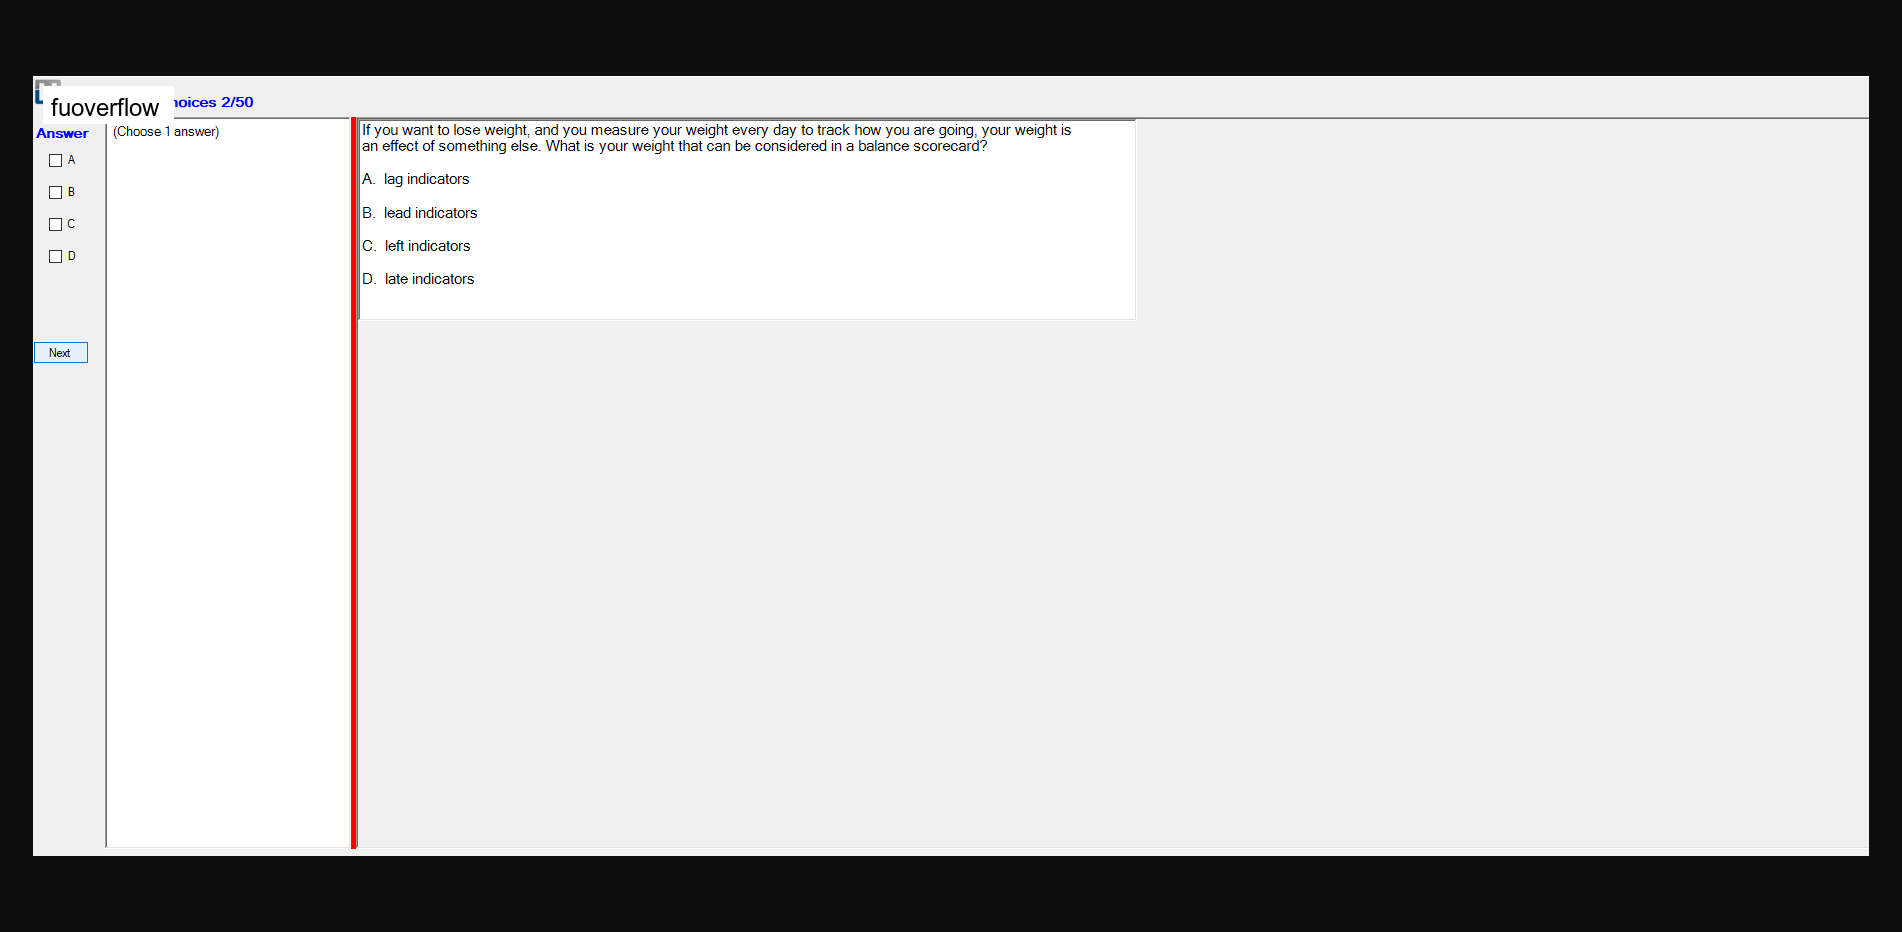 fuoverflow
hoices 2/50
Answer
(Choose 1 answer)
A
B
C
D
Next
If you want to lose weight, and you measure your weight every day to track how you are going, your weight is
an effect of something else. What is your weight that can be considered in a balance scorecard?
A. lag indicators
B. lead indicators
C. left indicators
D. late indicators